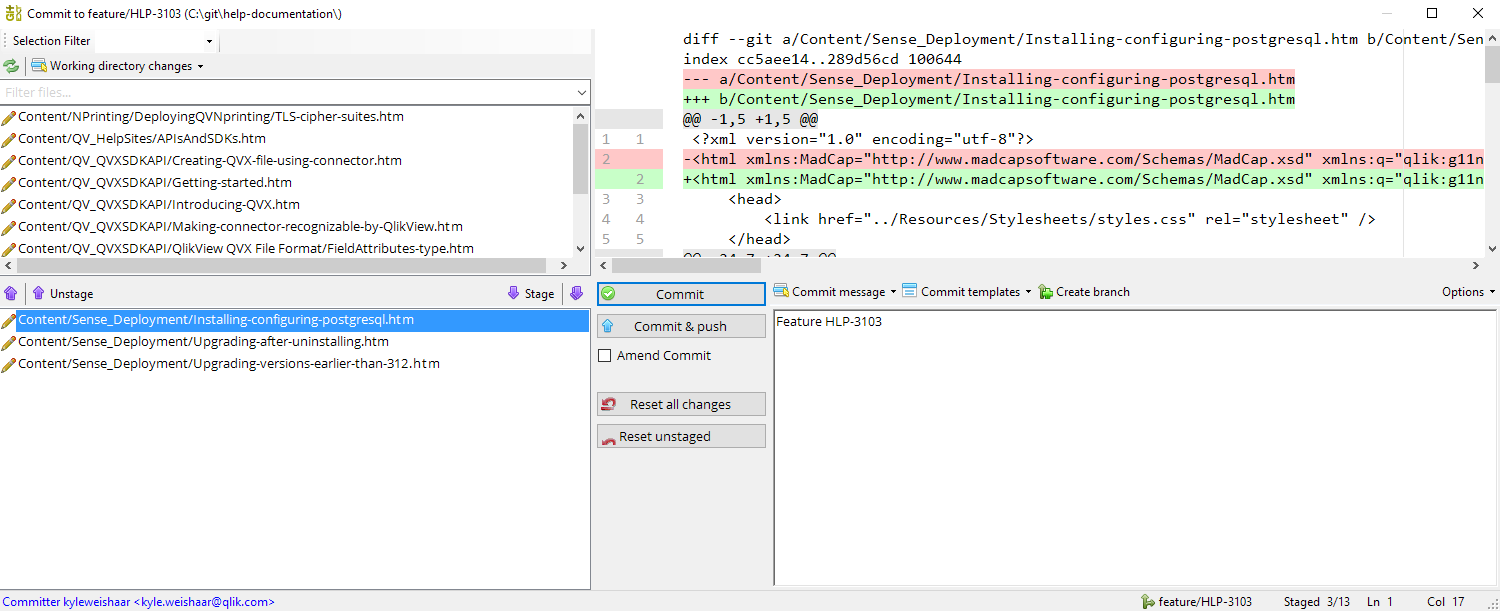 Commit to feature/HLP-3103 (C:\git\help-documentation\)
Selection Filter
Working directory changes
Filter files...
Content/NPrinting/DeployingQVNprinting/TLS-cipher-suites.htm
Content/QV_HelpSites/APIsAndSDKs.htm
Content/QV_QVXSDKAPI/Creating-QVX-file-using-connector.htm
Content/QV_QVXSDKAPI/Getting-started.htm
Content/QV_QVXSDKAPI/Introducing-QVX.htm
Content/QV_QVXSDKAPI/Making-connector-recognizable-by-QlikView.htm
Content/QV_QVXSDKAPI/QlikView QVX File Format/FieldAttributes-type.htm
diff --git a/Content/Sense_Deployment/Installing-configuring-postgresql.htm b/Content/Sen
index cc5aee14..289d56cd 100644
--- a/Content/Sense_Deployment/Installing-configuring-postgresql.htm
+++ b/Content/Sense_Deployment/Installing-configuring-postgresql.htm
@@ -1,5 +1,5 @@
1 1 <?xml version="1.0" encoding="utf-8"?>
2 -<html xmlns:MadCap="http://www.madcapsoftware.com/Schemas/MadCap.xsd" xmlns:q="qlik:g11n
2 +<html xmlns:MadCap="http://www.madcapsoftware.com/Schemas/MadCap.xsd" xmlns:q="qlik:g11n
3 3 <head>
4 4 <link href="../Resources/Stylesheets/styles.css" rel="stylesheet" />
5 5 </head>
Unstage
Stage
Content/Sense_Deployment/Installing-configuring-postgresql.htm
Content/Sense_Deployment/Upgrading-after-uninstalling.htm
Content/Sense_Deployment/Upgrading-versions-earlier-than-312.htm
Commit
Commit & push
Amend Commit
Reset all changes
Reset unstaged
Commit message
Commit templates
Create branch
Options
Feature HLP-3103
Committer kyleweishaar <kyle.weishaar@qlik.com>
feature/HLP-3103
Staged 3/13
Ln 1
Col 17